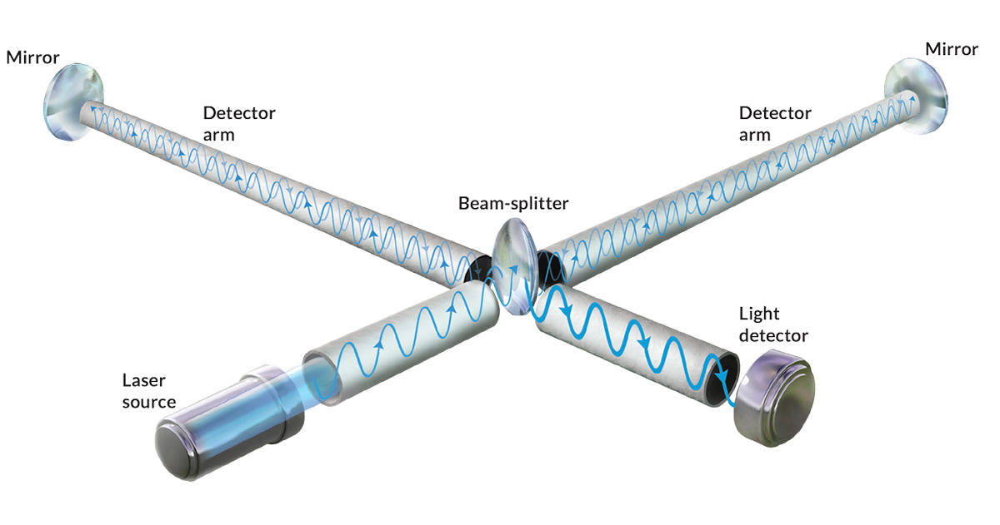 Mirror
Mirror
Detector
arm
Detector
arm
Beam-splitter
Light
detector
Laser
source